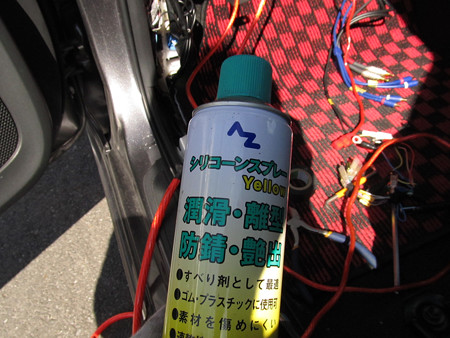 AZ
シリコーンスプレー
Yellow
潤滑・離型
防錆・艶出
●すべり剤として最適
●ゴム・プラスチックに使用可
●素材を傷めにくい